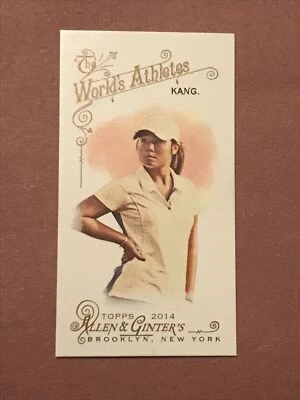 The
World's Athletes
KANG.
TOPPS 2014
ALLEN & GINTER'S
BROOKLYN, NEW YORK